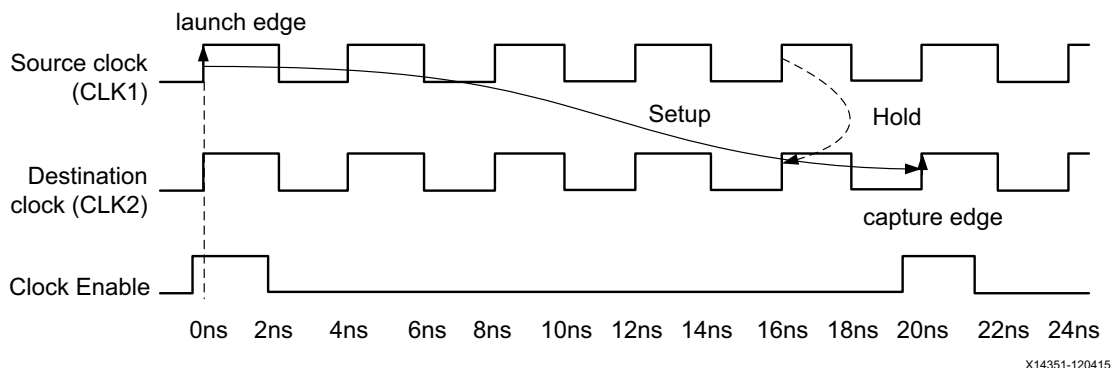 launch edge
Source clock
(CLK1)
Setup
Hold
Destination
clock (CLK2)
capture edge
Clock Enable
0ns 2ns 4ns 6ns 8ns 10ns 12ns 14ns 16ns 18ns 20ns 22ns 24ns
X14351-120415